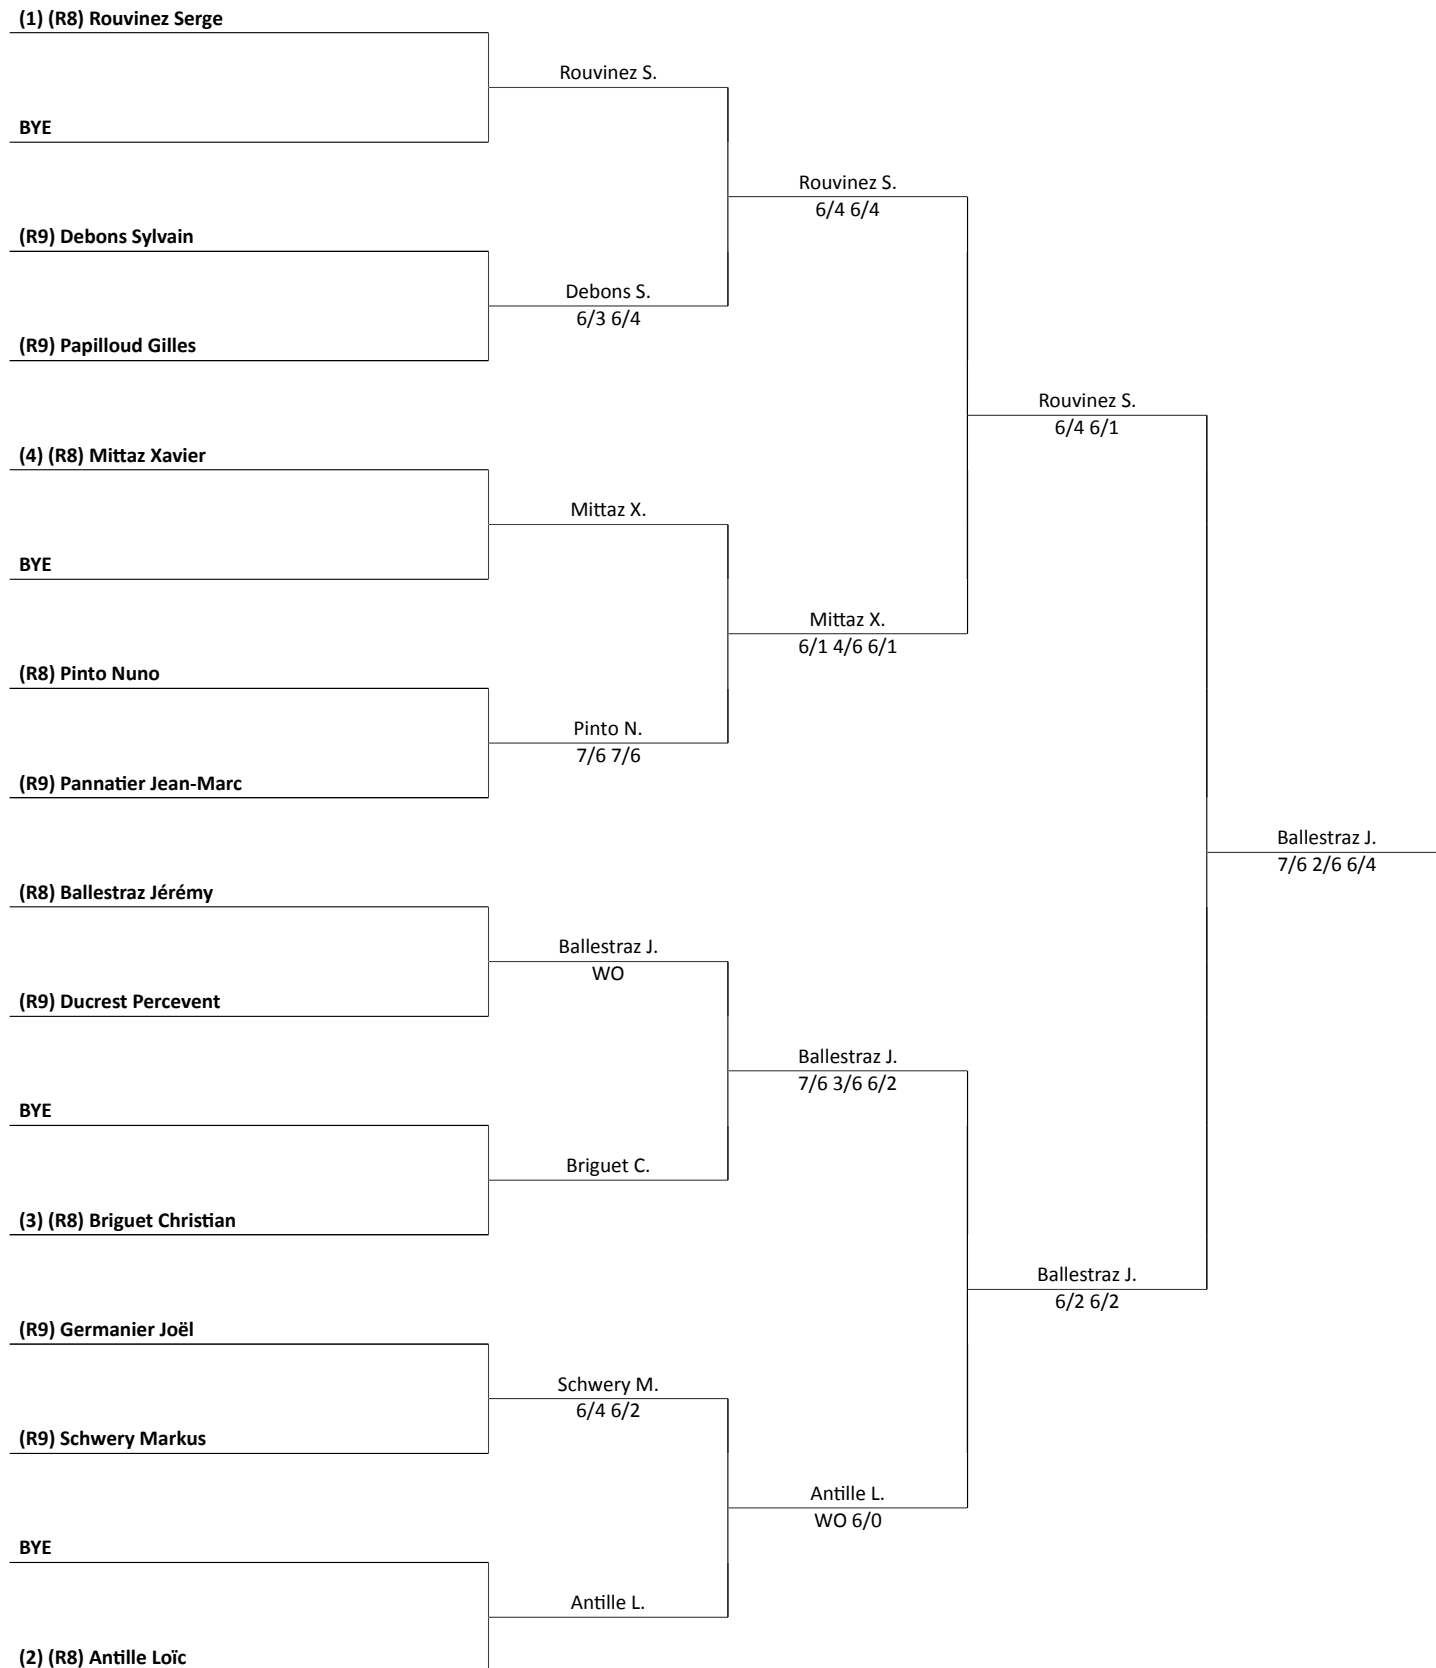 (1) (R8) Rouvinez Serge
Rouvinez S.
BYE
Rouvinez S.
6/4 6/4
(R9) Debons Sylvain
Debons S.
6/3 6/4
(R9) Papilloud Gilles
Rouvinez S.
6/4 6/1
(4) (R8) Mittaz Xavier
Mittaz X.
BYE
Mittaz X.
6/1 4/6 6/1
(R8) Pinto Nuno
Pinto N.
7/6 7/6
(R9) Pannatier Jean-Marc
Ballestraz J.
7/6 2/6 6/4
(R8) Ballestraz Jérémy
Ballestraz J.
WO
(R9) Ducrest Percevent
Ballestraz J.
7/6 3/6 6/2
BYE
Briguet C.
(3) (R8) Briguet Christian
Ballestraz J.
6/2 6/2
(R9) Germanier Joël
Schwery M.
6/4 6/2
(R9) Schwery Markus
Antille L.
WO 6/0
BYE
Antille L.
(2) (R8) Antille Loïc